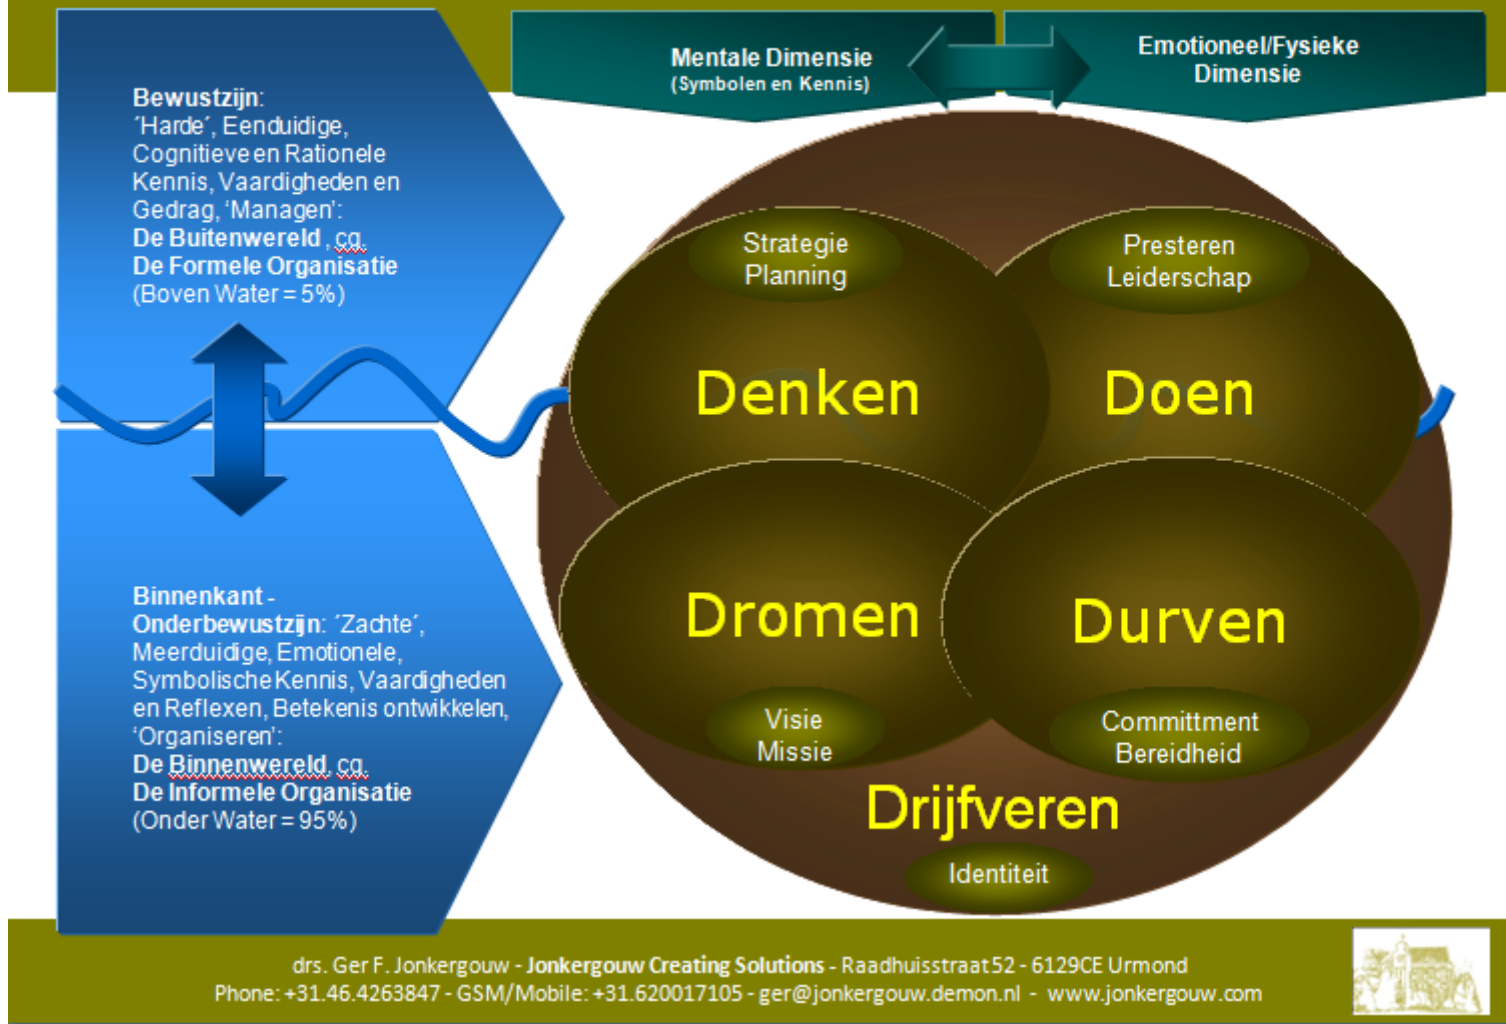 Mentale Dimensie
(Symbolen en Kennis)
Emotioneel/Fysieke
Dimensie
Bewustzijn:
´Harde´, Eenduidige,
Cognitieve en Rationele
Kennis, Vaardigheden en
Gedrag, ‘Managen’:
De Buitenwereld , cq.
De Formele Organisatie
(Boven Water = 5%)
Strategie
Planning
Presteren
Leiderschap
Denken
Doen
Binnenkant -
Onderbewustzijn: ´Zachte´,
Meerduidige, Emotionele,
Symbolische Kennis, Vaardigheden
en Reflexen, Betekenis ontwikkelen,
‘Organiseren’:
De Binnenwereld, cq.
De Informele Organisatie
(Onder Water = 95%)
Dromen
Durven
Visie
Missie
Committment
Bereidheid
Drijfveren
Identiteit
drs. Ger F. Jonkergouw - Jonkergouw Creating Solutions - Raadhuisstraat 52 - 6129CE Urmond
Phone: +31.46.4263847 - GSM/Mobile: +31.620017105 - ger@jonkergouw.demon.nl - www.jonkergouw.com